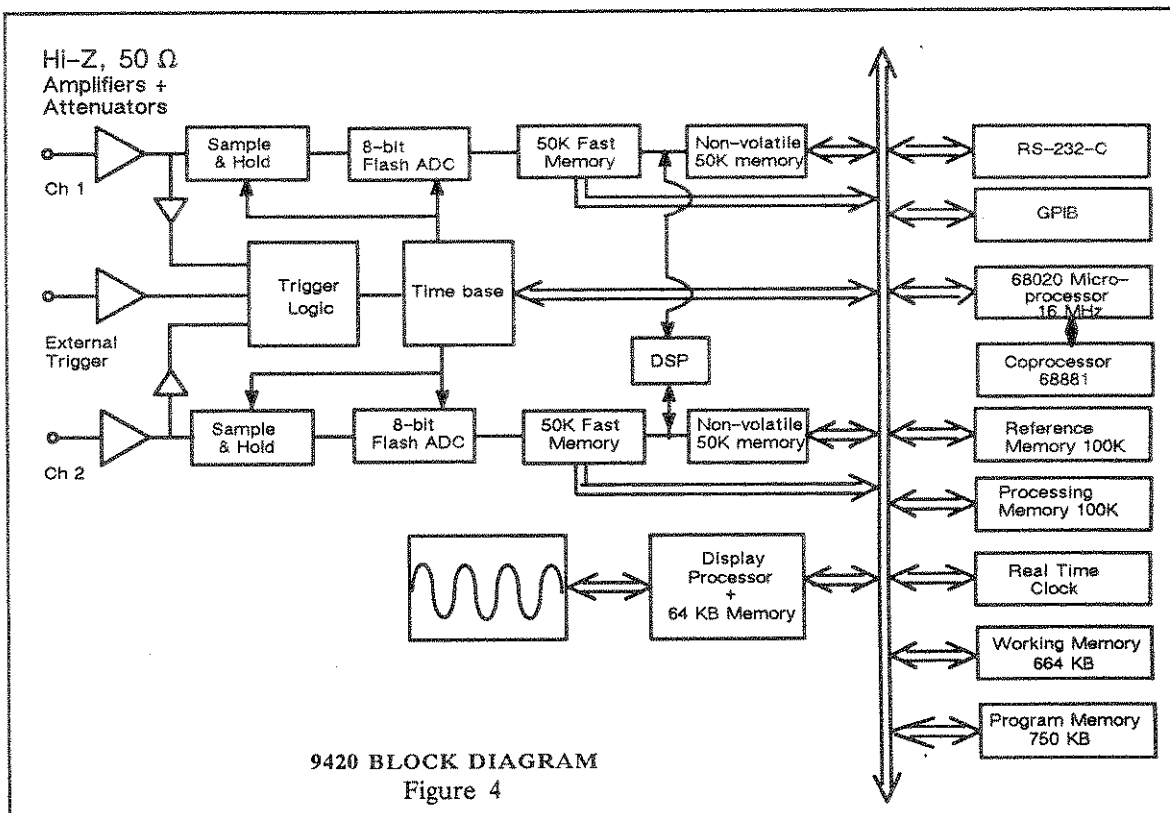 Hi-Z, 50 Ω
Amplifiers +
Attenuators
Ch 1
Sample
& Hold
8-bit
Flash ADC
50K Fast
Memory
Non-volatile
50K memory
RS-232-C
GPIB
External
Trigger
Trigger
Logic
Time base
68020 Micro-
processor
16 MHz
DSP
Coprocessor
68881
Ch 2
Sample
& Hold
8-bit
Flash ADC
50K Fast
Memory
Non-volatile
50K memory
Reference
Memory 100K
Processing
Memory 100K
Display
Processor
+
64 KB Memory
Real Time
Clock
Working Memory
664 KB
Program Memory
750 KB
9420 BLOCK DIAGRAM
Figure 4